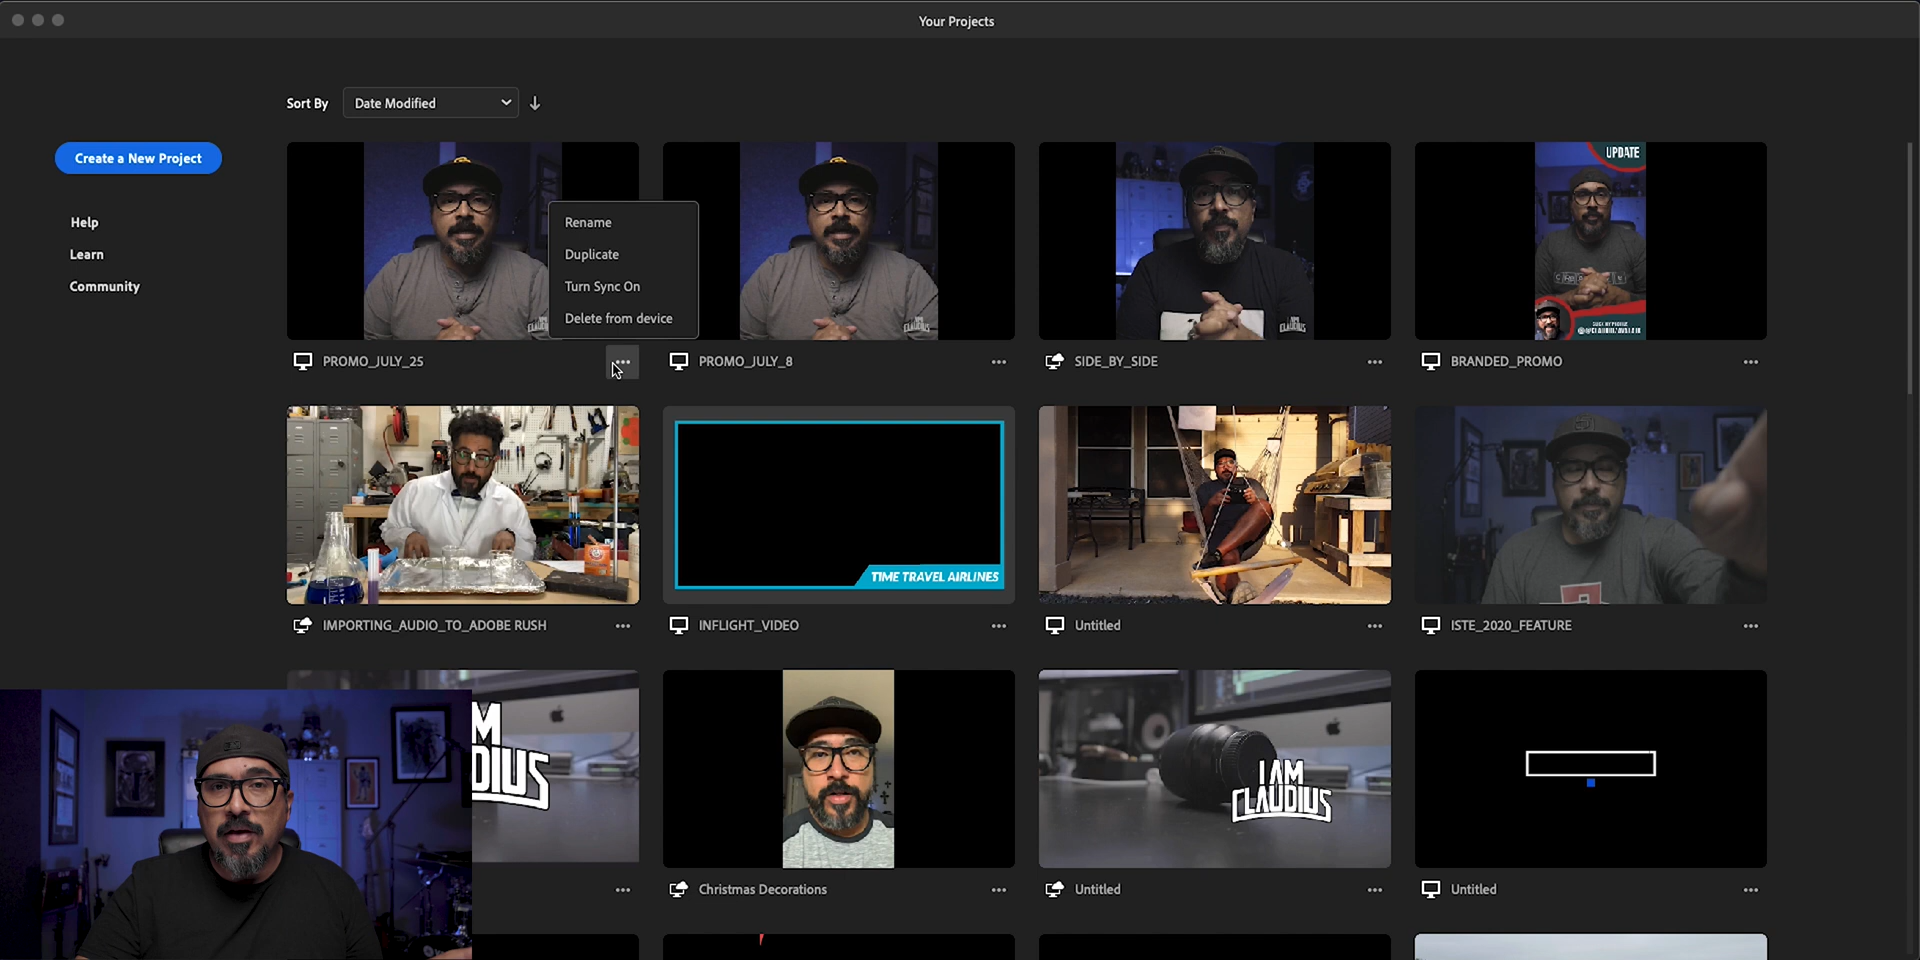 Your Projects
Sort By
Date Modified
Create a New Project
Help
Learn
Community
Rename
Duplicate
Turn Sync On
Delete from device
UPDATE
PROMO_JULY_25
PROMO_JULY_8
SIDE_BY_SIDE
BRANDED_PROMO
TIME TRAVEL AIRLINES
IMPORTING_AUDIO_TO_ADOBE RUSH
INFLIGHT_VIDEO
Untitled
ISTE_2020_FEATURE
I AM
CLAUDIUS
Christmas Decorations
Untitled
Untitled